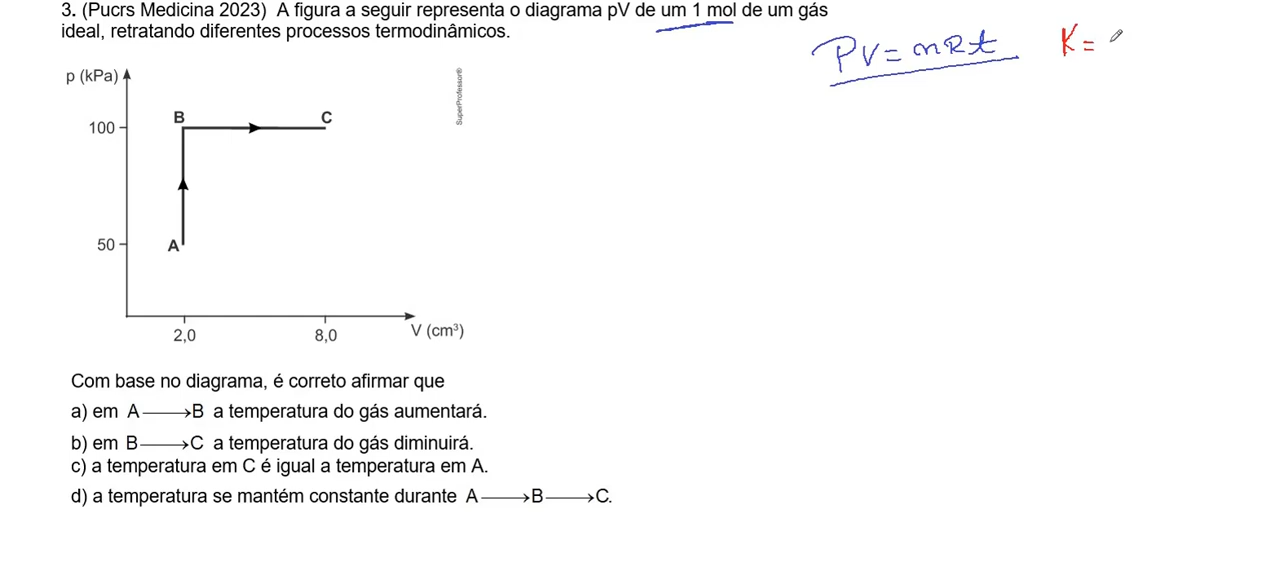 3. (Pucrs Medicina 2023) A figura a seguir representa o diagrama pV de um 1 mol de um gás
ideal, retratando diferentes processos termodinâmicos.
PV = nRt
K =
p (kPa)
SuperProfessor®
B
C
100
50
A
2,0
8,0
V (cm³)
Com base no diagrama, é correto afirmar que
a) em A⟶B a temperatura do gás aumentará.
b) em B⟶C a temperatura do gás diminuirá.
c) a temperatura em C é igual a temperatura em A.
d) a temperatura se mantém constante durante A⟶B⟶C.